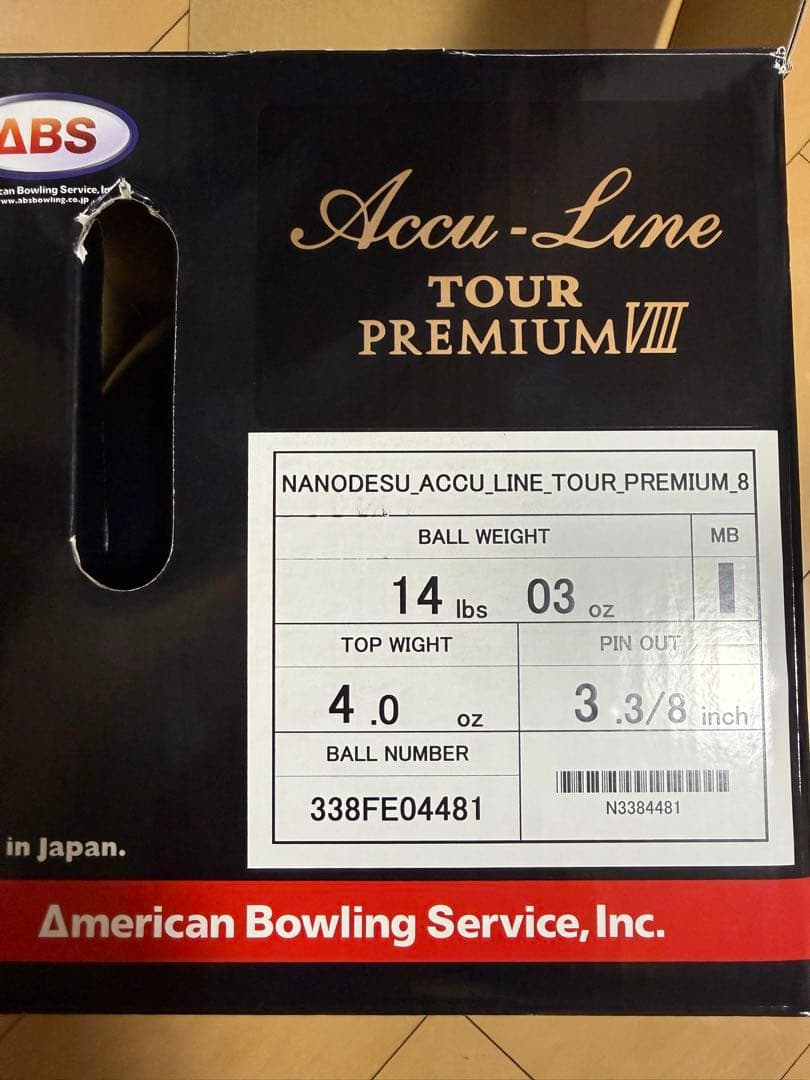 ABS
can Bowling Service, In
www.absbowling.co.jp
Accu-Line
TOUR
PREMIUM VIII
NANODESU_ACCU_LINE_TOUR_PREMIUM_8
BALL WEIGHT
MB
14 lbs 03 oz
TOP WIGHT
PIN OUT
4 .0 oz
3 .3/8 inch
BALL NUMBER
338FE04481
N3384481
in Japan.
American Bowling Service, Inc.